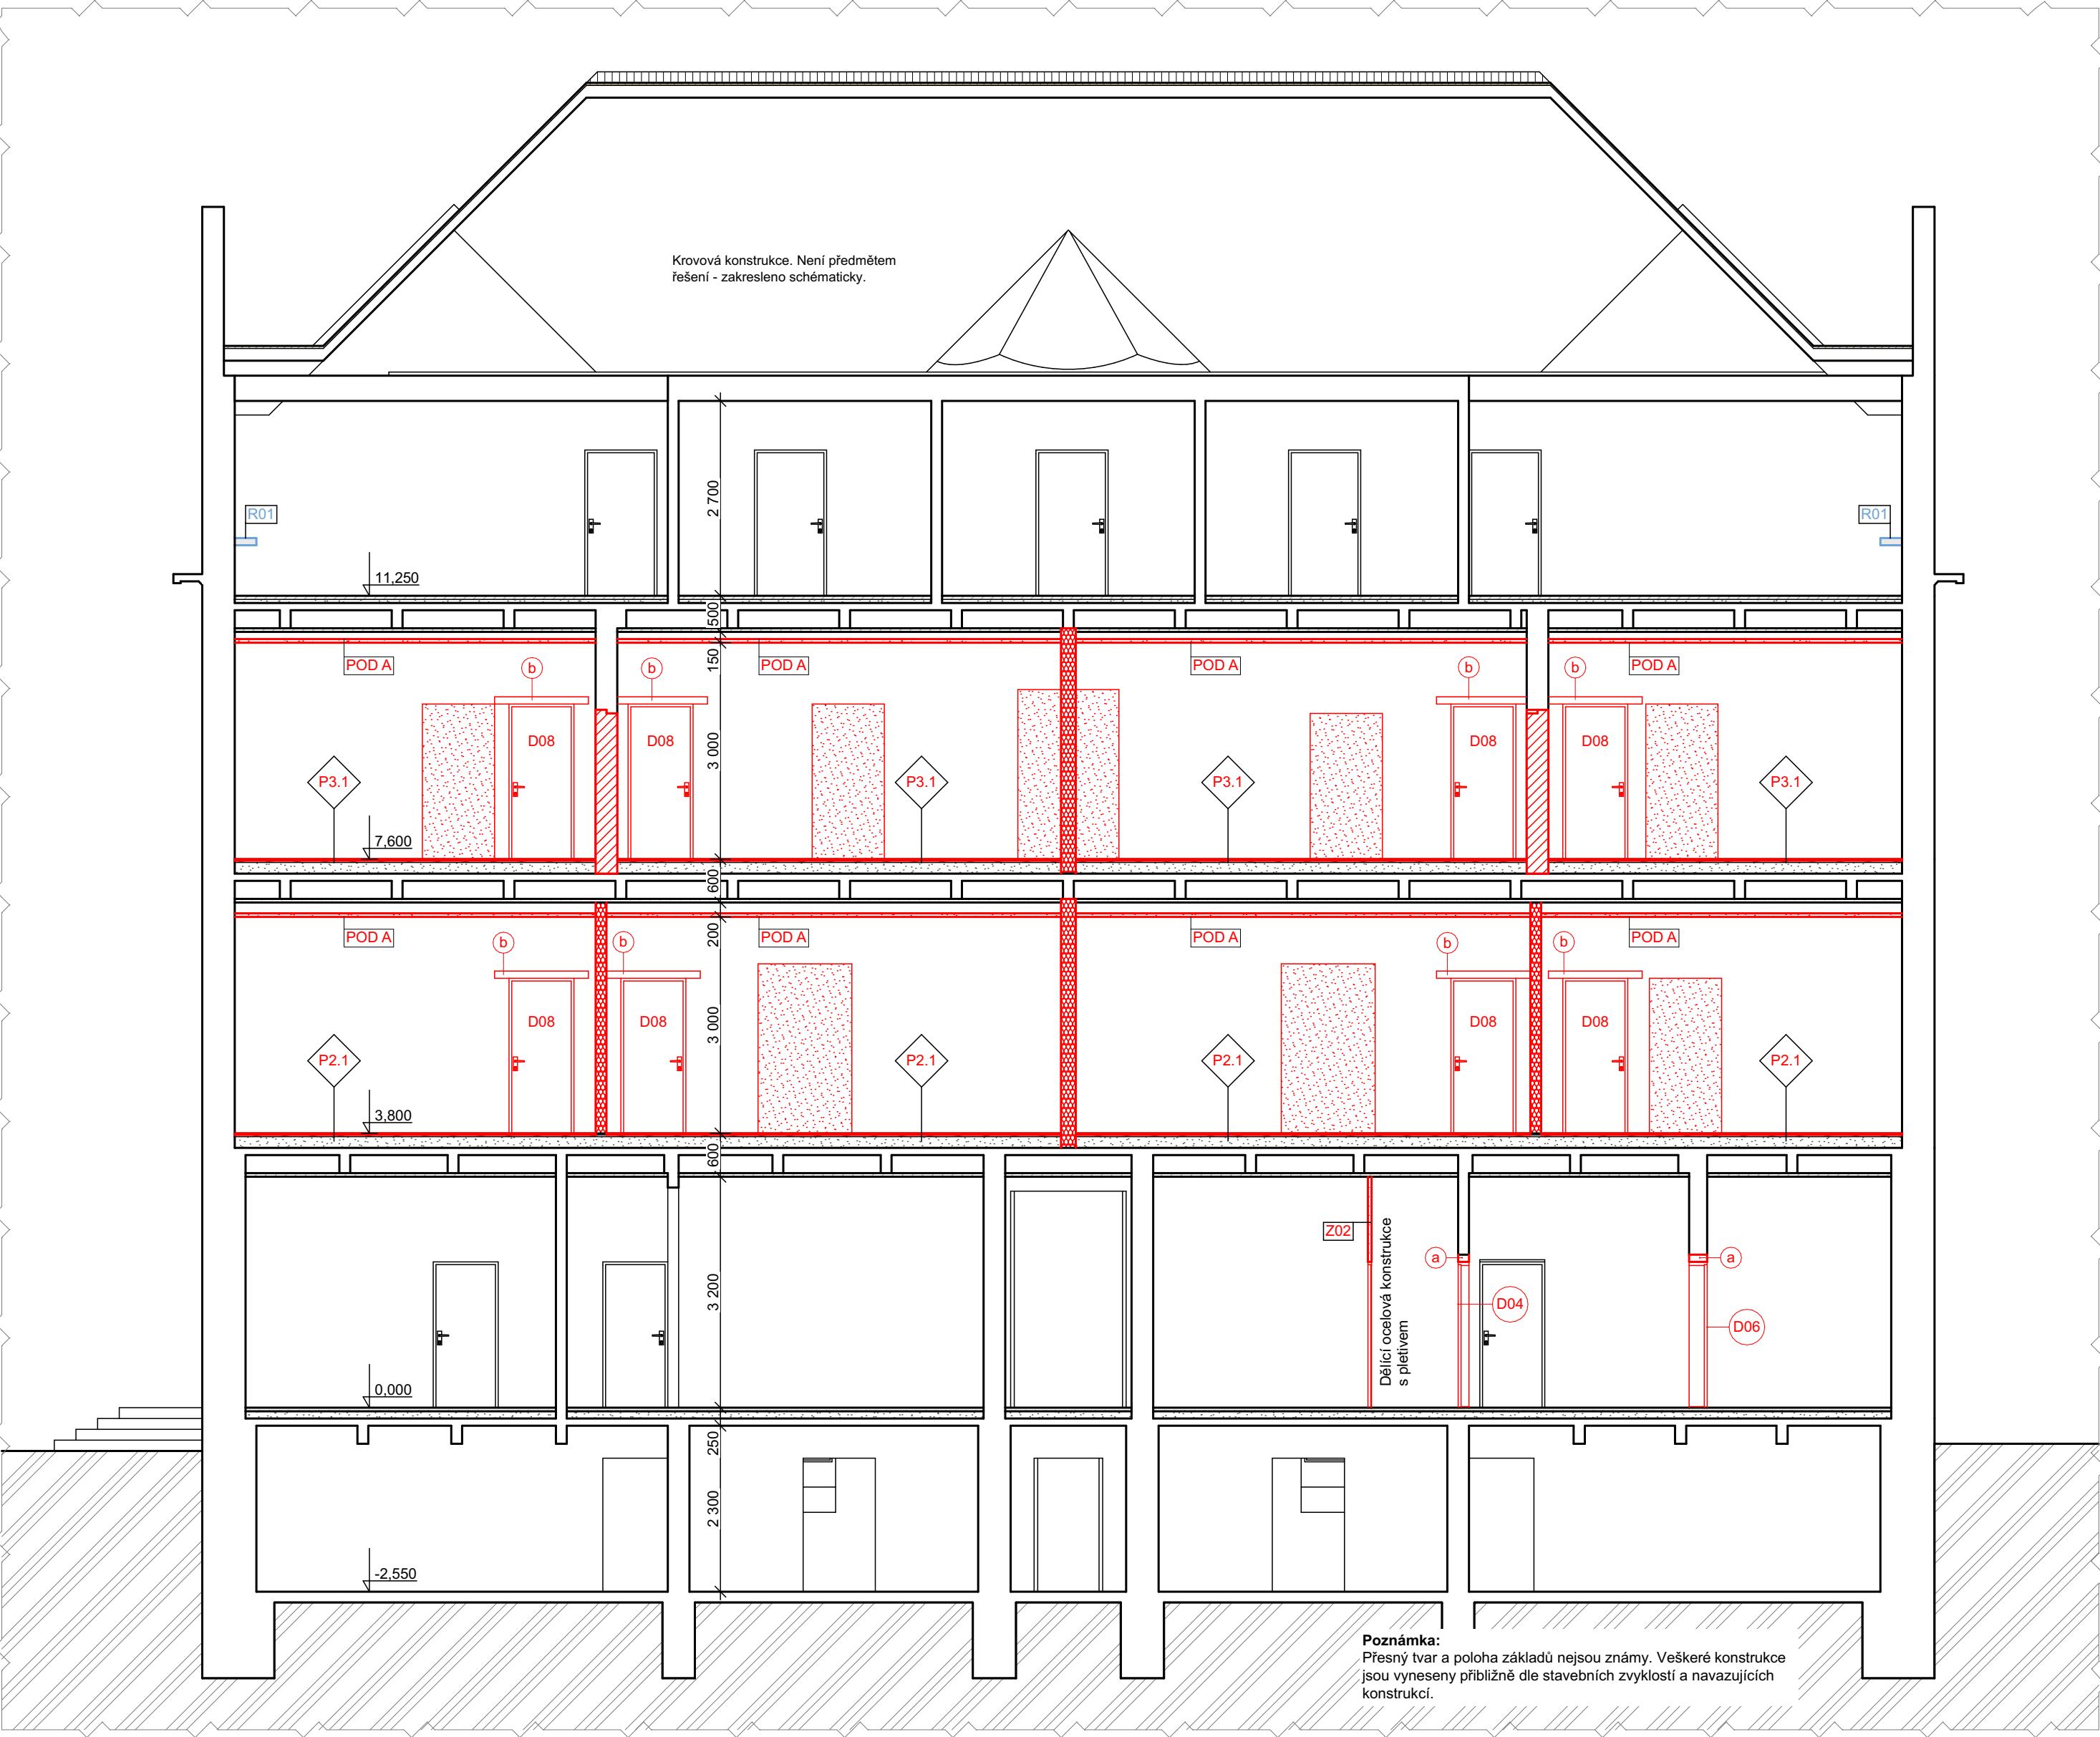 Krovová konstrukce. Není předmětem
řešení - zakresleno schématicky.
2 700
R01
R01
11,250
500
POD A
b
b
150
POD A
POD A
b
b
POD A
D08
D08
3 000
D08
D08
P3.1
P3.1
P3.1
P3.1
7,600
600
POD A
b
b
200
POD A
POD A
b
b
POD A
D08
D08
3 000
D08
D08
P2.1
P2.1
P2.1
P2.1
3,800
600
Z02
Dělící ocelová konstrukce
s pletivem
a
a
3 200
D04
D06
0,000
250
2 300
-2,550
Poznámka:
Přesný tvar a poloha základů nejsou známy. Veškeré konstrukce
jsou vyneseny přibližně dle stavebních zvyklostí a navazujících
konstrukcí.